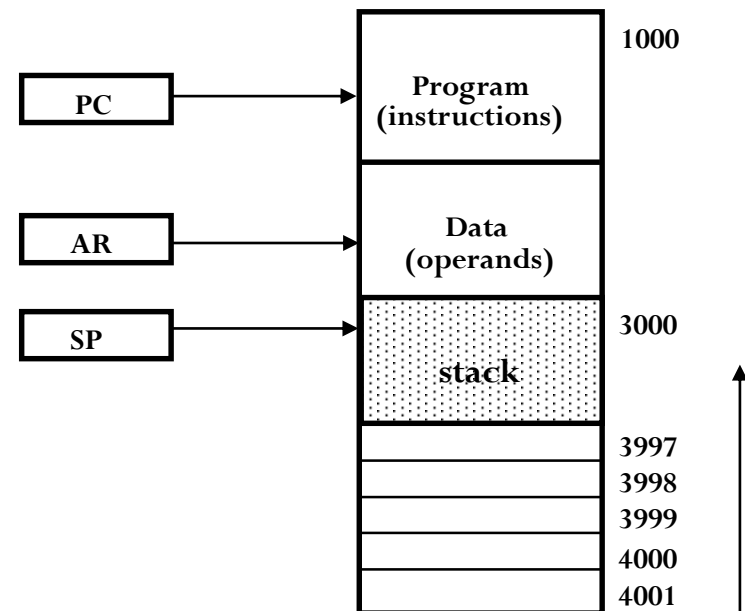 1000
Program
(instructions)
PC
Data
(operands)
AR
3000
SP
stack
3997
3998
3999
4000
4001